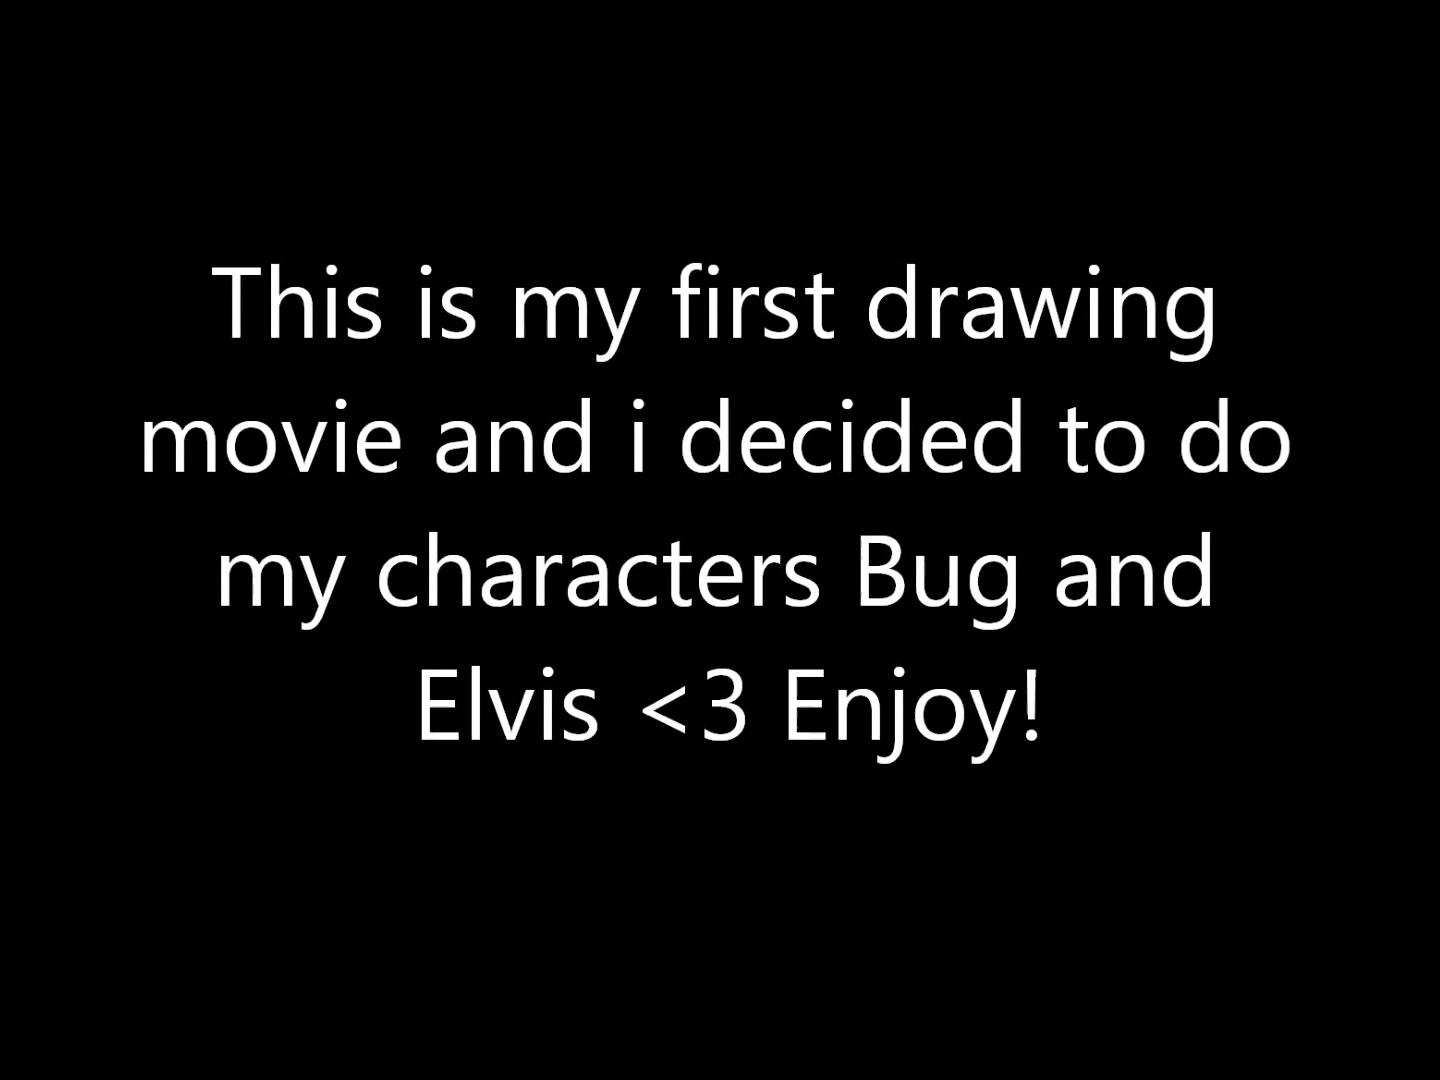 This is my first drawing
movie and i decided to do
my characters Bug and
Elvis <3 Enjoy!